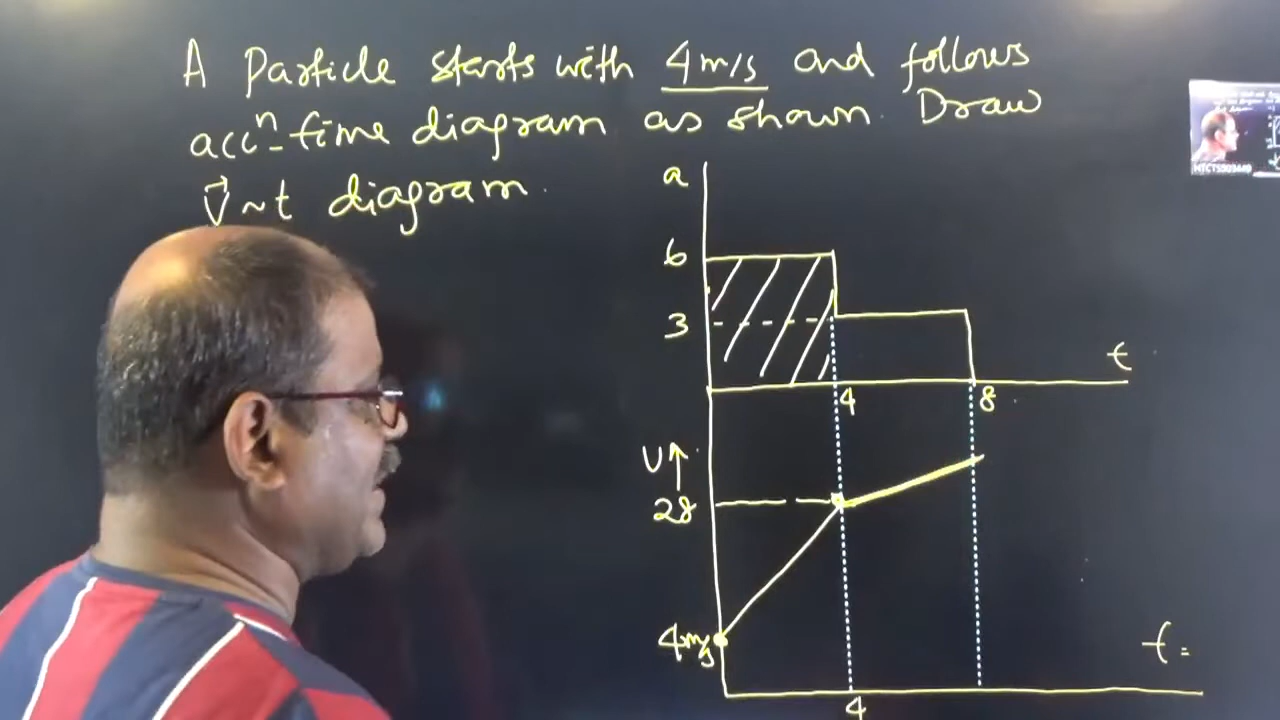 A Particle starts with 4m/s and follows
accⁿ-time diagram as shown. Draw
v⃗~t diagram.
a
6
3
t
4
8
v↑
28
4m/s
t=
4